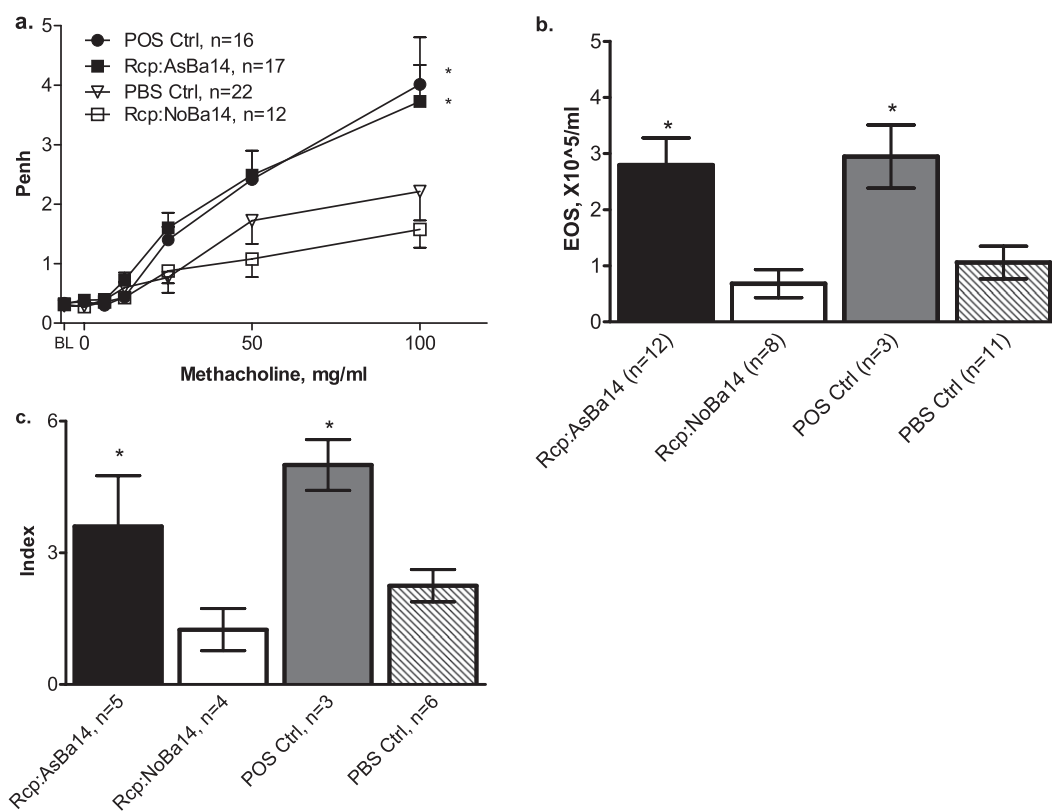 a.
5
4
3
2
1
0
Penh
POS Ctrl, n=16
Rcp:AsBa14, n=17
PBS Ctrl, n=22
Rcp:NoBa14, n=12
*
*
BL 0 50 100
Methacholine, mg/ml
b.
5
4
3
2
1
0
EOS, X10^5/ml
*
*
Rcp:AsBa14 (n=12)
Rcp:NoBa14 (n=8)
POS Ctrl (n=3)
PBS Ctrl (n=11)
c.
6
3
0
Index
*
*
Rcp:AsBa14, n=5
Rcp:NoBa14, n=4
POS Ctrl, n=3
PBS Ctrl, n=6